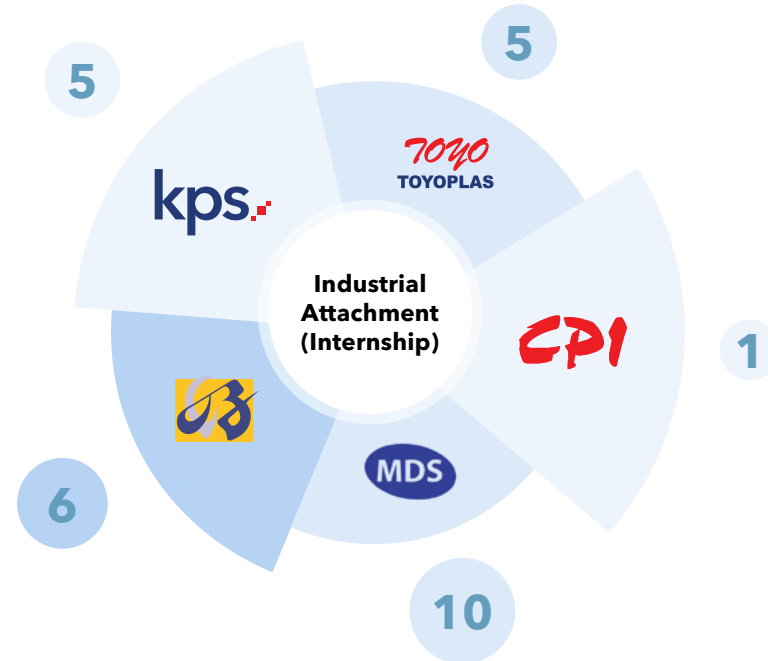 5
5
TOYO
TOYOPLAS
kps
Industrial
Attachment
(Internship)
CPI
1
MDS
6
10